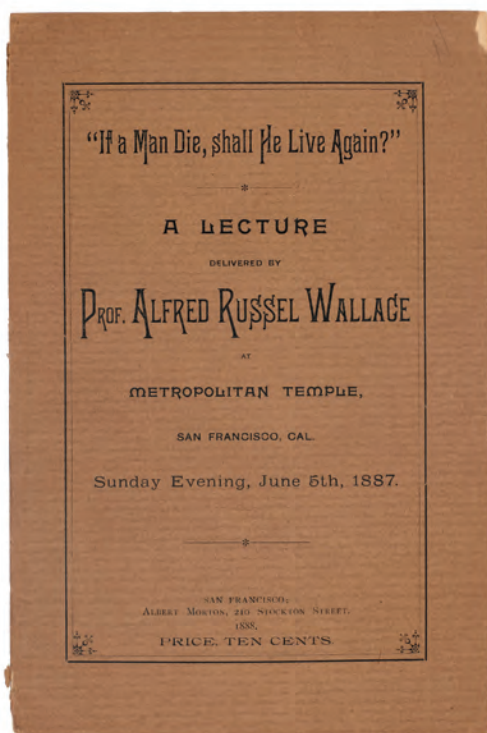 "If a Man Die, shall He Live Again?"
A LECTURE
DELIVERED BY
PROF. ALFRED RUSSEL WALLACE
AT
METROPOLITAN TEMPLE,
SAN FRANCISCO, CAL.
Sunday Evening, June 5th, 1887.
SAN FRANCISCO;
ALBERT MORTON, 210 STOCKTON STREET.
1888.
PRICE, TEN CENTS.